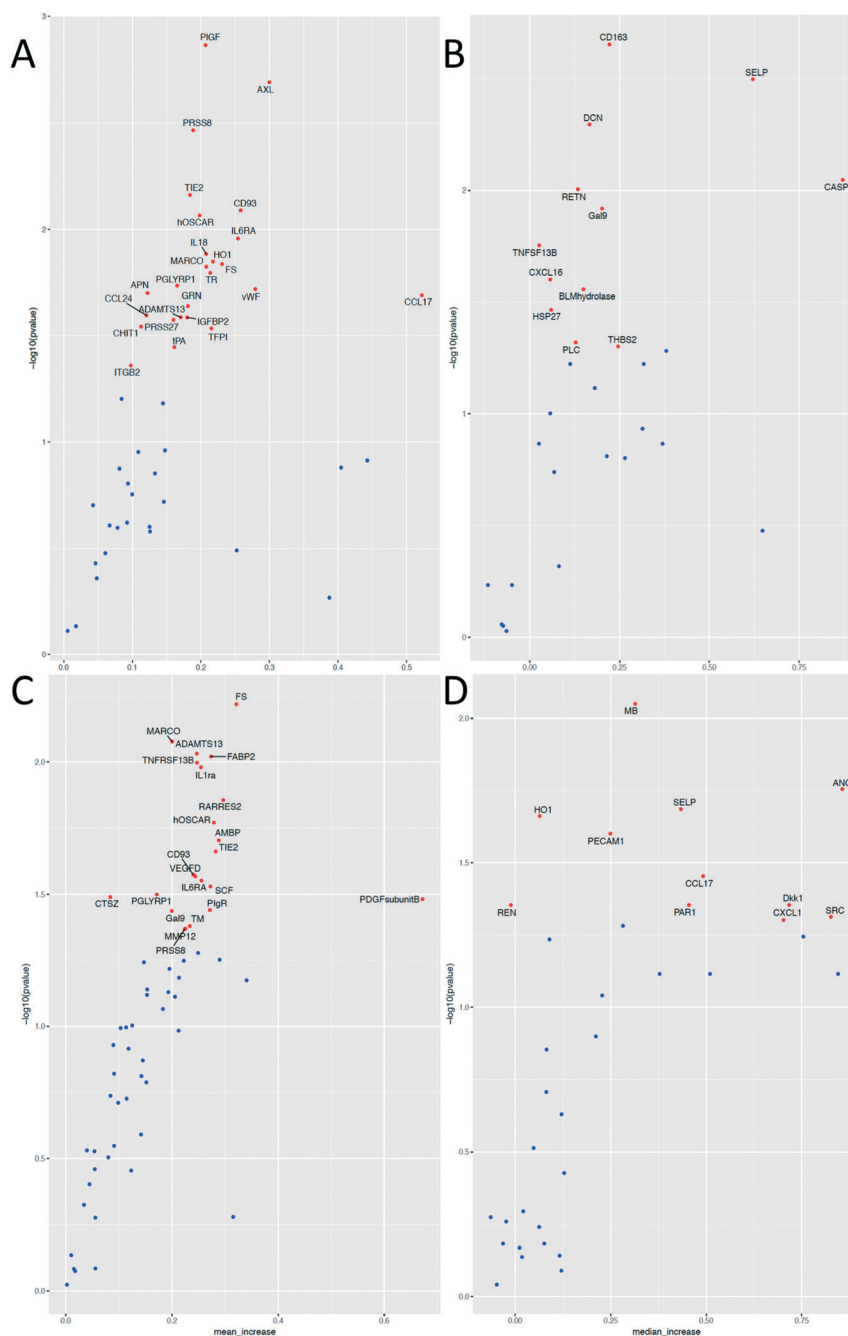 A
3
2
1
0
−log10(pvalue)
PlGF
AXL
PRSS8
TIE2
CD93
hOSCAR
IL6RA
IL18
HO1
MARCO
FS
TR
APN
PGLYRP1
vWF
CCL17
CCL24
GRN
ADAMTS13
IGFBP2
CHIT1
PRSS27
TFPI
tPA
ITGB2
0.0
0.1
0.2
0.3
0.4
0.5
B
2
1
0
−log10(pvalue)
CD163
SELP
DCN
CASP
RETN
Gal9
TNFSF13B
CXCL16
BLMhydrolase
HSP27
PLC
THBS2
0.00
0.25
0.50
0.75
C
2.0
1.5
1.0
0.5
0.0
−log10(pvalue)
FS
MARCO
ADAMTS13
TNFRSF13B
FABP2
IL1ra
RARRES2
hOSCAR
AMBP
TIE2
CD93
VEGFD
IL6RA
SCF
CTSZ
PGLYRP1
PDGFsubunitB
Gal9
PIgR
TM
MMP12
PRSS8
0.0
0.2
0.4
0.6
mean_increase
D
2.0
1.5
1.0
0.5
0.0
−log10(pvalue)
MB
ANG
HO1
SELP
PECAM1
CCL17
REN
PAR1
Dkk1
CXCL1
SRC
0.00
0.25
0.50
0.75
median_increase